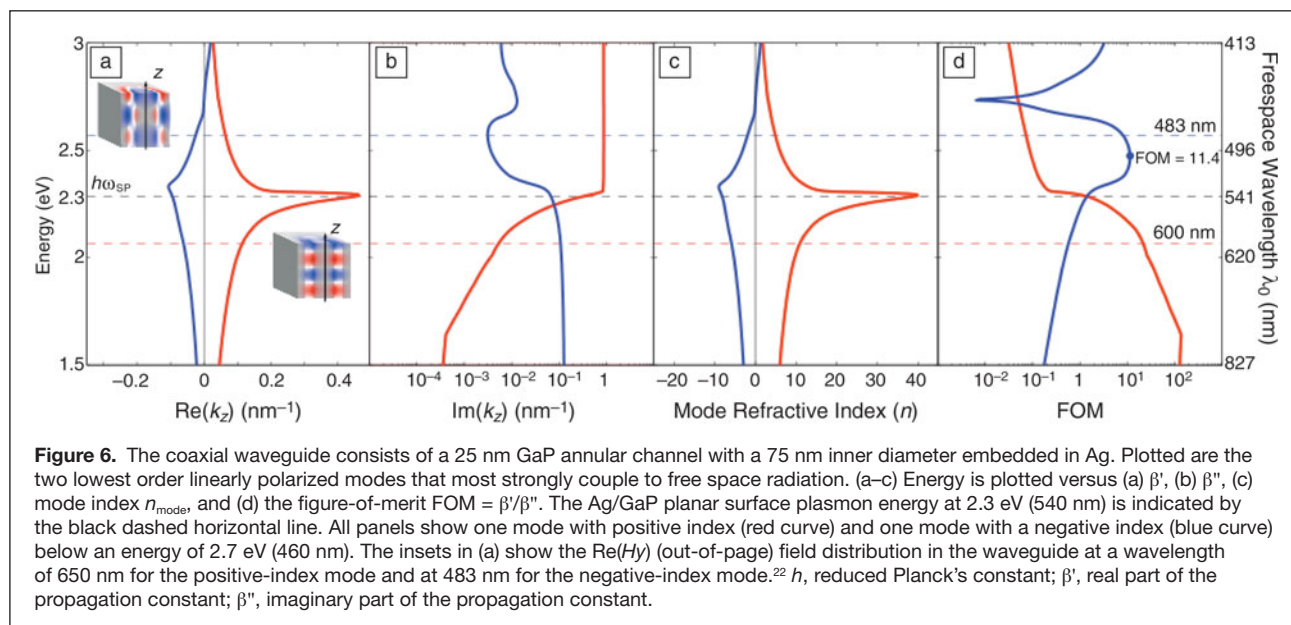 a
b
c
d
z
z
3
2.5
2.3
2
1.5
Energy (eV)
hωSP
483 nm
FOM = 11.4
600 nm
413
496
541
620
827
Freespace Wavelength λ0 (nm)
–0.2 0 0.2 0.4
10⁻⁴ 10⁻³ 10⁻² 10⁻¹ 1
–20 –10 0 10 20 30 40
10⁻² 10⁻¹ 1 10¹ 10²
Re(kz) (nm⁻¹)
Im(kz) (nm⁻¹)
Mode Refractive Index (n)
FOM
Figure 6. The coaxial waveguide consists of a 25 nm GaP annular channel with a 75 nm inner diameter embedded in Ag. Plotted are the
two lowest order linearly polarized modes that most strongly couple to free space radiation. (a–c) Energy is plotted versus (a) β', (b) β", (c)
mode index nmode, and (d) the figure-of-merit FOM = β'/β". The Ag/GaP planar surface plasmon energy at 2.3 eV (540 nm) is indicated by
the black dashed horizontal line. All panels show one mode with positive index (red curve) and one mode with a negative index (blue curve)
below an energy of 2.7 eV (460 nm). The insets in (a) show the Re(Hy) (out-of-page) field distribution in the waveguide at a wavelength
of 650 nm for the positive-index mode and at 483 nm for the negative-index mode.²² h, reduced Planck's constant; β', real part of the
propagation constant; β", imaginary part of the propagation constant.